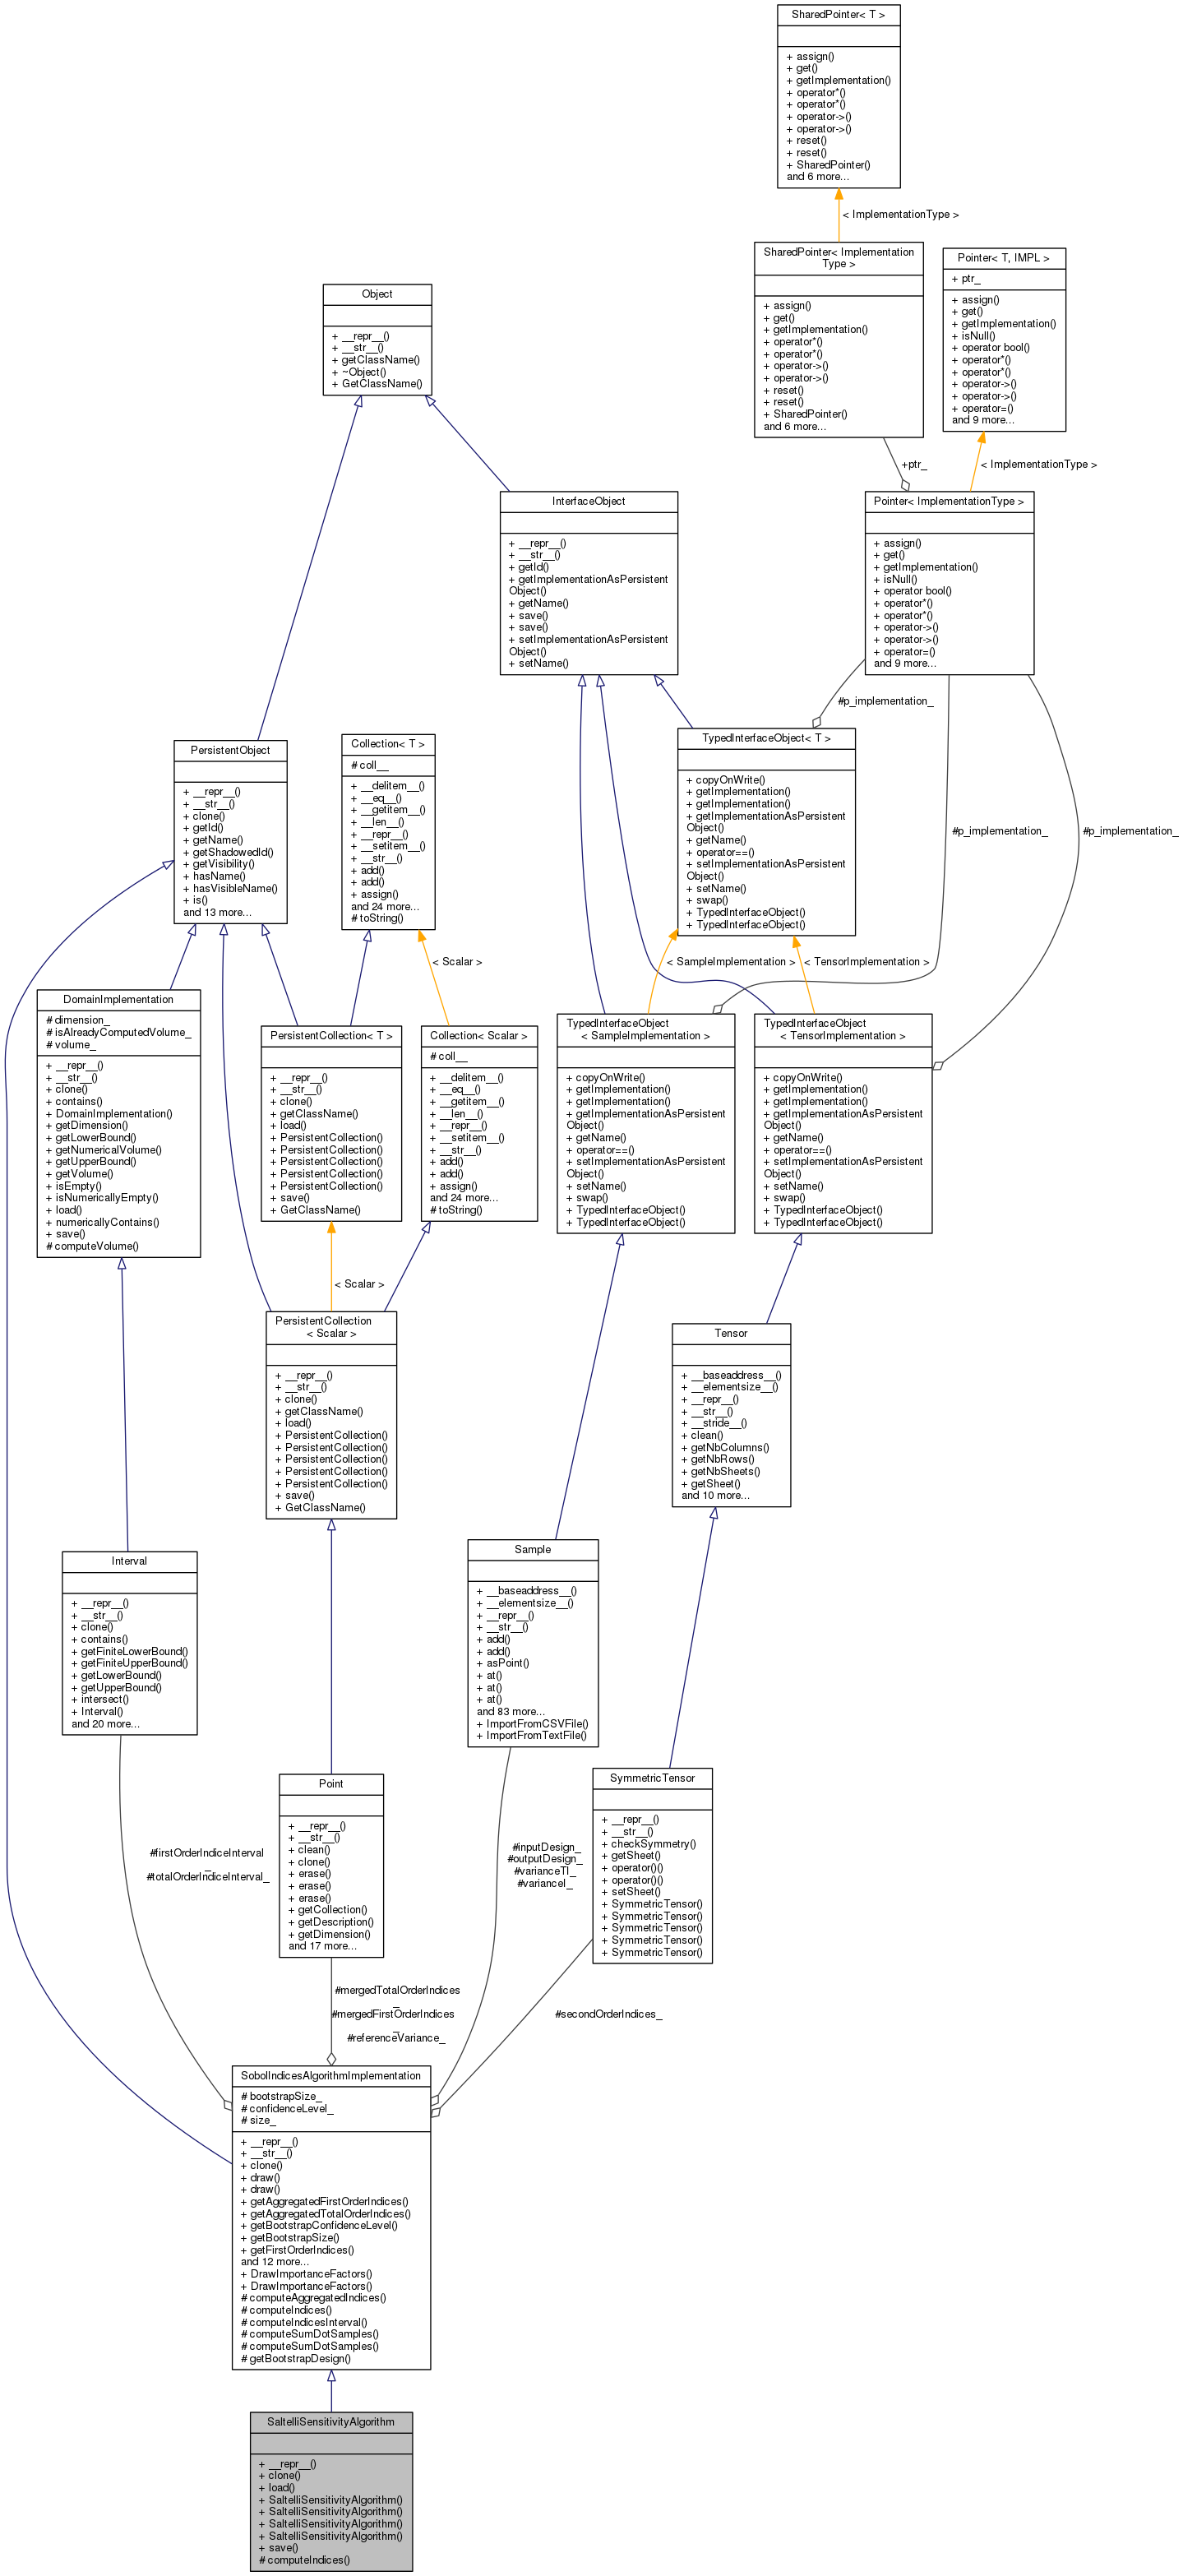 SharedPointer< T >
+ assign()
+ get()
+ getImplementation()
+ operator*()
+ operator*()
+ operator->()
+ operator->()
+ reset()
+ reset()
+ SharedPointer()
and 6 more...
< ImplementationType >
SharedPointer< Implementation
Type >
+ assign()
+ get()
+ getImplementation()
+ operator*()
+ operator*()
+ operator->()
+ operator->()
+ reset()
+ reset()
+ SharedPointer()
and 6 more...
Pointer< T, IMPL >
+ ptr_
+ assign()
+ get()
+ getImplementation()
+ isNull()
+ operator bool()
+ operator*()
+ operator*()
+ operator->()
+ operator->()
+ operator=()
and 9 more...
Object
+ __repr__()
+ __str__()
+ getClassName()
+ ~Object()
+ GetClassName()
+ptr_
< ImplementationType >
InterfaceObject
+ __repr__()
+ __str__()
+ getId()
+ getImplementationAsPersistent
Object()
+ getName()
+ save()
+ save()
+ setImplementationAsPersistent
Object()
+ setName()
Pointer< ImplementationType >
+ assign()
+ get()
+ getImplementation()
+ isNull()
+ operator bool()
+ operator*()
+ operator*()
+ operator->()
+ operator->()
+ operator=()
and 9 more...
#p_implementation_
PersistentObject
+ __repr__()
+ __str__()
+ clone()
+ getId()
+ getName()
+ getShadowedId()
+ getVisibility()
+ hasName()
+ hasVisibleName()
+ is()
and 13 more...
Collection< T >
# coll__
+ __delitem__()
+ __eq__()
+ __getitem__()
+ __len__()
+ __repr__()
+ __setitem__()
+ __str__()
+ add()
+ add()
+ assign()
and 24 more...
# toString()
TypedInterfaceObject< T >
+ copyOnWrite()
+ getImplementation()
+ getImplementation()
+ getImplementationAsPersistent
Object()
+ getName()
+ operator==()
+ setImplementationAsPersistent
Object()
+ setName()
+ swap()
+ TypedInterfaceObject()
+ TypedInterfaceObject()
#p_implementation_
#p_implementation_
< Scalar >
< SampleImplementation >
< TensorImplementation >
DomainImplementation
# dimension_
# isAlreadyComputedVolume_
# volume_
+ __repr__()
+ __str__()
+ clone()
+ contains()
+ DomainImplementation()
+ getDimension()
+ getLowerBound()
+ getNumericalVolume()
+ getUpperBound()
+ getVolume()
+ isEmpty()
+ isNumericallyEmpty()
+ load()
+ numericallyContains()
+ save()
# computeVolume()
PersistentCollection< T >
+ __repr__()
+ __str__()
+ clone()
+ getClassName()
+ load()
+ PersistentCollection()
+ PersistentCollection()
+ PersistentCollection()
+ PersistentCollection()
+ PersistentCollection()
+ save()
+ GetClassName()
Collection< Scalar >
# coll__
+ __delitem__()
+ __eq__()
+ __getitem__()
+ __len__()
+ __repr__()
+ __setitem__()
+ __str__()
+ add()
+ add()
+ assign()
and 24 more...
# toString()
TypedInterfaceObject
< SampleImplementation >
+ copyOnWrite()
+ getImplementation()
+ getImplementation()
+ getImplementationAsPersistent
Object()
+ getName()
+ operator==()
+ setImplementationAsPersistent
Object()
+ setName()
+ swap()
+ TypedInterfaceObject()
+ TypedInterfaceObject()
TypedInterfaceObject
< TensorImplementation >
+ copyOnWrite()
+ getImplementation()
+ getImplementation()
+ getImplementationAsPersistent
Object()
+ getName()
+ operator==()
+ setImplementationAsPersistent
Object()
+ setName()
+ swap()
+ TypedInterfaceObject()
+ TypedInterfaceObject()
< Scalar >
PersistentCollection
< Scalar >
+ __repr__()
+ __str__()
+ clone()
+ getClassName()
+ load()
+ PersistentCollection()
+ PersistentCollection()
+ PersistentCollection()
+ PersistentCollection()
+ PersistentCollection()
+ save()
+ GetClassName()
Tensor
+ __baseaddress__()
+ __elementsize__()
+ __repr__()
+ __str__()
+ __stride__()
+ clean()
+ getNbColumns()
+ getNbRows()
+ getNbSheets()
+ getSheet()
and 10 more...
Interval
+ __repr__()
+ __str__()
+ clone()
+ contains()
+ getFiniteLowerBound()
+ getFiniteUpperBound()
+ getLowerBound()
+ getUpperBound()
+ intersect()
+ Interval()
and 20 more...
Sample
+ __baseaddress__()
+ __elementsize__()
+ __repr__()
+ __str__()
+ add()
+ add()
+ asPoint()
+ at()
+ at()
+ at()
and 83 more...
+ ImportFromCSVFile()
+ ImportFromTextFile()
Point
+ __repr__()
+ __str__()
+ clean()
+ clone()
+ erase()
+ erase()
+ erase()
+ getCollection()
+ getDescription()
+ getDimension()
and 17 more...
SymmetricTensor
+ __repr__()
+ __str__()
+ checkSymmetry()
+ getSheet()
+ operator()()
+ operator()()
+ setSheet()
+ SymmetricTensor()
+ SymmetricTensor()
+ SymmetricTensor()
+ SymmetricTensor()
+ SymmetricTensor()
#firstOrderIndiceInterval
_
#totalOrderIndiceInterval_
#inputDesign_
#outputDesign_
#varianceTI_
#varianceI_
#mergedTotalOrderIndices
_
#mergedFirstOrderIndices
_
#referenceVariance_
#secondOrderIndices_
SobolIndicesAlgorithmImplementation
# bootstrapSize_
# confidenceLevel_
# size_
+ __repr__()
+ __str__()
+ clone()
+ draw()
+ draw()
+ getAggregatedFirstOrderIndices()
+ getAggregatedTotalOrderIndices()
+ getBootstrapConfidenceLevel()
+ getBootstrapSize()
+ getFirstOrderIndices()
and 12 more...
+ DrawImportanceFactors()
+ DrawImportanceFactors()
# computeAggregatedIndices()
# computeIndices()
# computeIndicesInterval()
# computeSumDotSamples()
# computeSumDotSamples()
# getBootstrapDesign()
SaltelliSensitivityAlgorithm
+ __repr__()
+ clone()
+ load()
+ SaltelliSensitivityAlgorithm()
+ SaltelliSensitivityAlgorithm()
+ SaltelliSensitivityAlgorithm()
+ SaltelliSensitivityAlgorithm()
+ save()
# computeIndices()